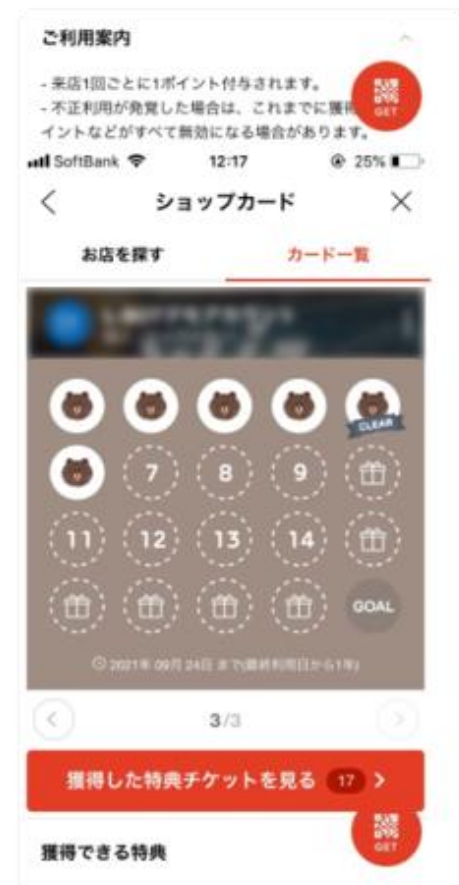 ご利用案内
- 来店1回ごとに1ポイント付与されます。
- 不正利用が発覚した場合は、これまでに獲得
イントなどがすべて無効になる場合があります。
GET
SoftBank 12:17 25%
ショップカード
お店を探す カード一覧
CLEAR
7 8 9
11 12 13 14
GOAL
2021年 09月 24日 まで(最終利用日から1年)
3/3
獲得した特典チケットを見る 17
GET
獲得できる特典